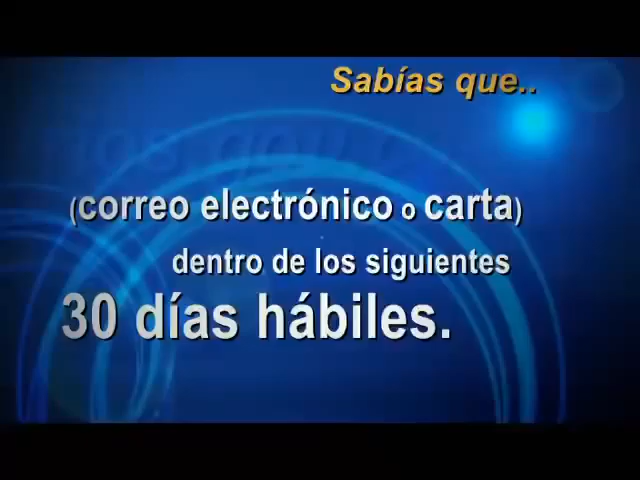 Sabías que..
(correo electrónico o carta)
dentro de los siguientes
30 días hábiles.